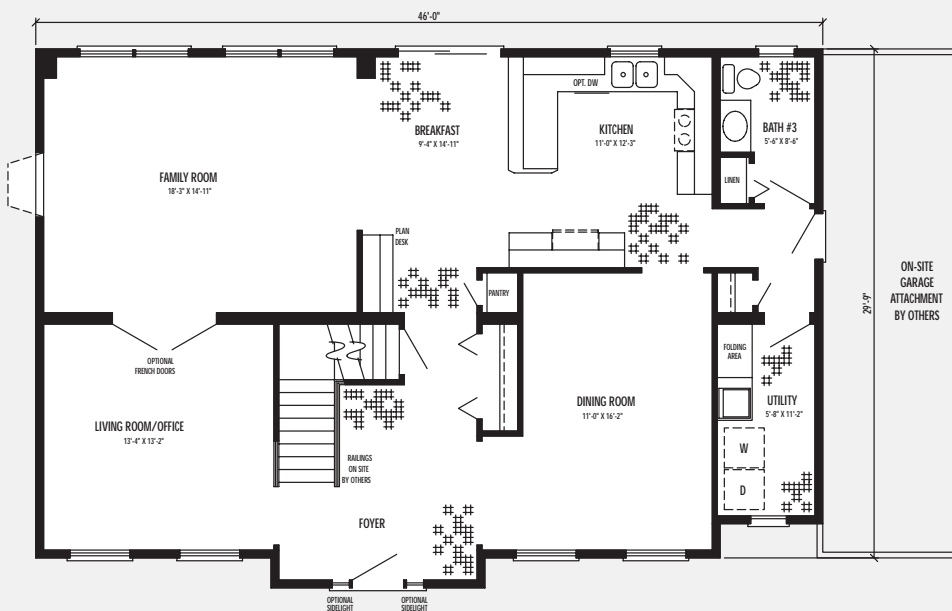 46'-0"
OPT. DW
BREAKFAST
9'-4" X 14'-11"
KITCHEN
11'-0" X 12'-3"
BATH #3
5'-6" X 8'-6"
FAMILY ROOM
18'-3" X 14'-11"
LINEN
PLAN
DESK
PANTRY
ON-SITE
GARAGE
ATTACHMENT
BY OTHERS
29'-9"
OPTIONAL
FRENCH DOORS
FOLDING
AREA
LIVING ROOM/OFFICE
13'-4" X 13'-2"
DINING ROOM
11'-0" X 16'-2"
UTILITY
5'-8" X 11'-2"
W
D
RAILINGS
ON SITE
BY OTHERS
FOYER
OPTIONAL
SIDELIGHT
OPTIONAL
SIDELIGHT